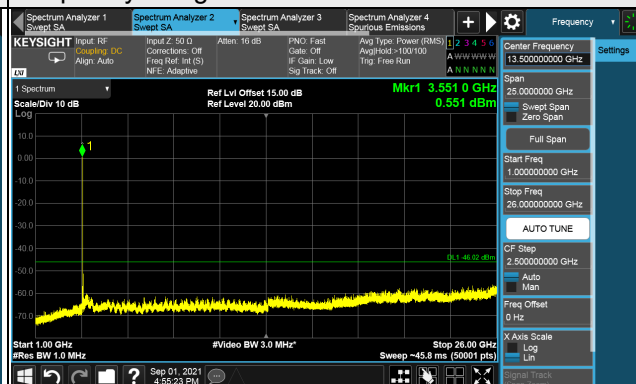 Spectrum Analyzer 1
Swept SA
Spectrum Analyzer 2
Swept SA
Spectrum Analyzer 3
Swept SA
Spectrum Analyzer 4
Spurious Emissions
Frequency
KEYSIGHT
Input: RF
Coupling: DC
Align: Auto
Input Z: 50 Ω
Corrections: Off
Freq Ref: Int (S)
NFE: Adaptive
Atten: 16 dB
PNO: Fast
Gate: Off
IF Gain: Low
Sig Track: Off
Avg Type: Power (RMS)
Avg|Hold:>100/100
Trig: Free Run
1 2 3 4 5 6
A W W W W W
A N N N N N
LXI
1 Spectrum
Scale/Div 10 dB
Log
Ref Lvl Offset 15.00 dB
Ref Level 20.00 dBm
Mkr1 3.551 0 GHz
0.551 dBm
10.0
0.00
-10.0
-20.0
-30.0
-40.0
-50.0
-60.0
-70.0
1
DL1 -46.02 dBm
Start 1.00 GHz
#Res BW 1.0 MHz
#Video BW 3.0 MHz*
Stop 26.00 GHz
Sweep ~45.8 ms (50001 pts)
Sep 01, 2021
4:55:23 PM
Center Frequency
13.500000000 GHz
Settings
Span
25.0000000 GHz
Swept Span
Zero Span
Full Span
Start Freq
1.000000000 GHz
Stop Freq
26.000000000 GHz
AUTO TUNE
CF Step
2.500000000 GHz
Auto
Man
Freq Offset
0 Hz
X Axis Scale
Log
Lin
Signal Track